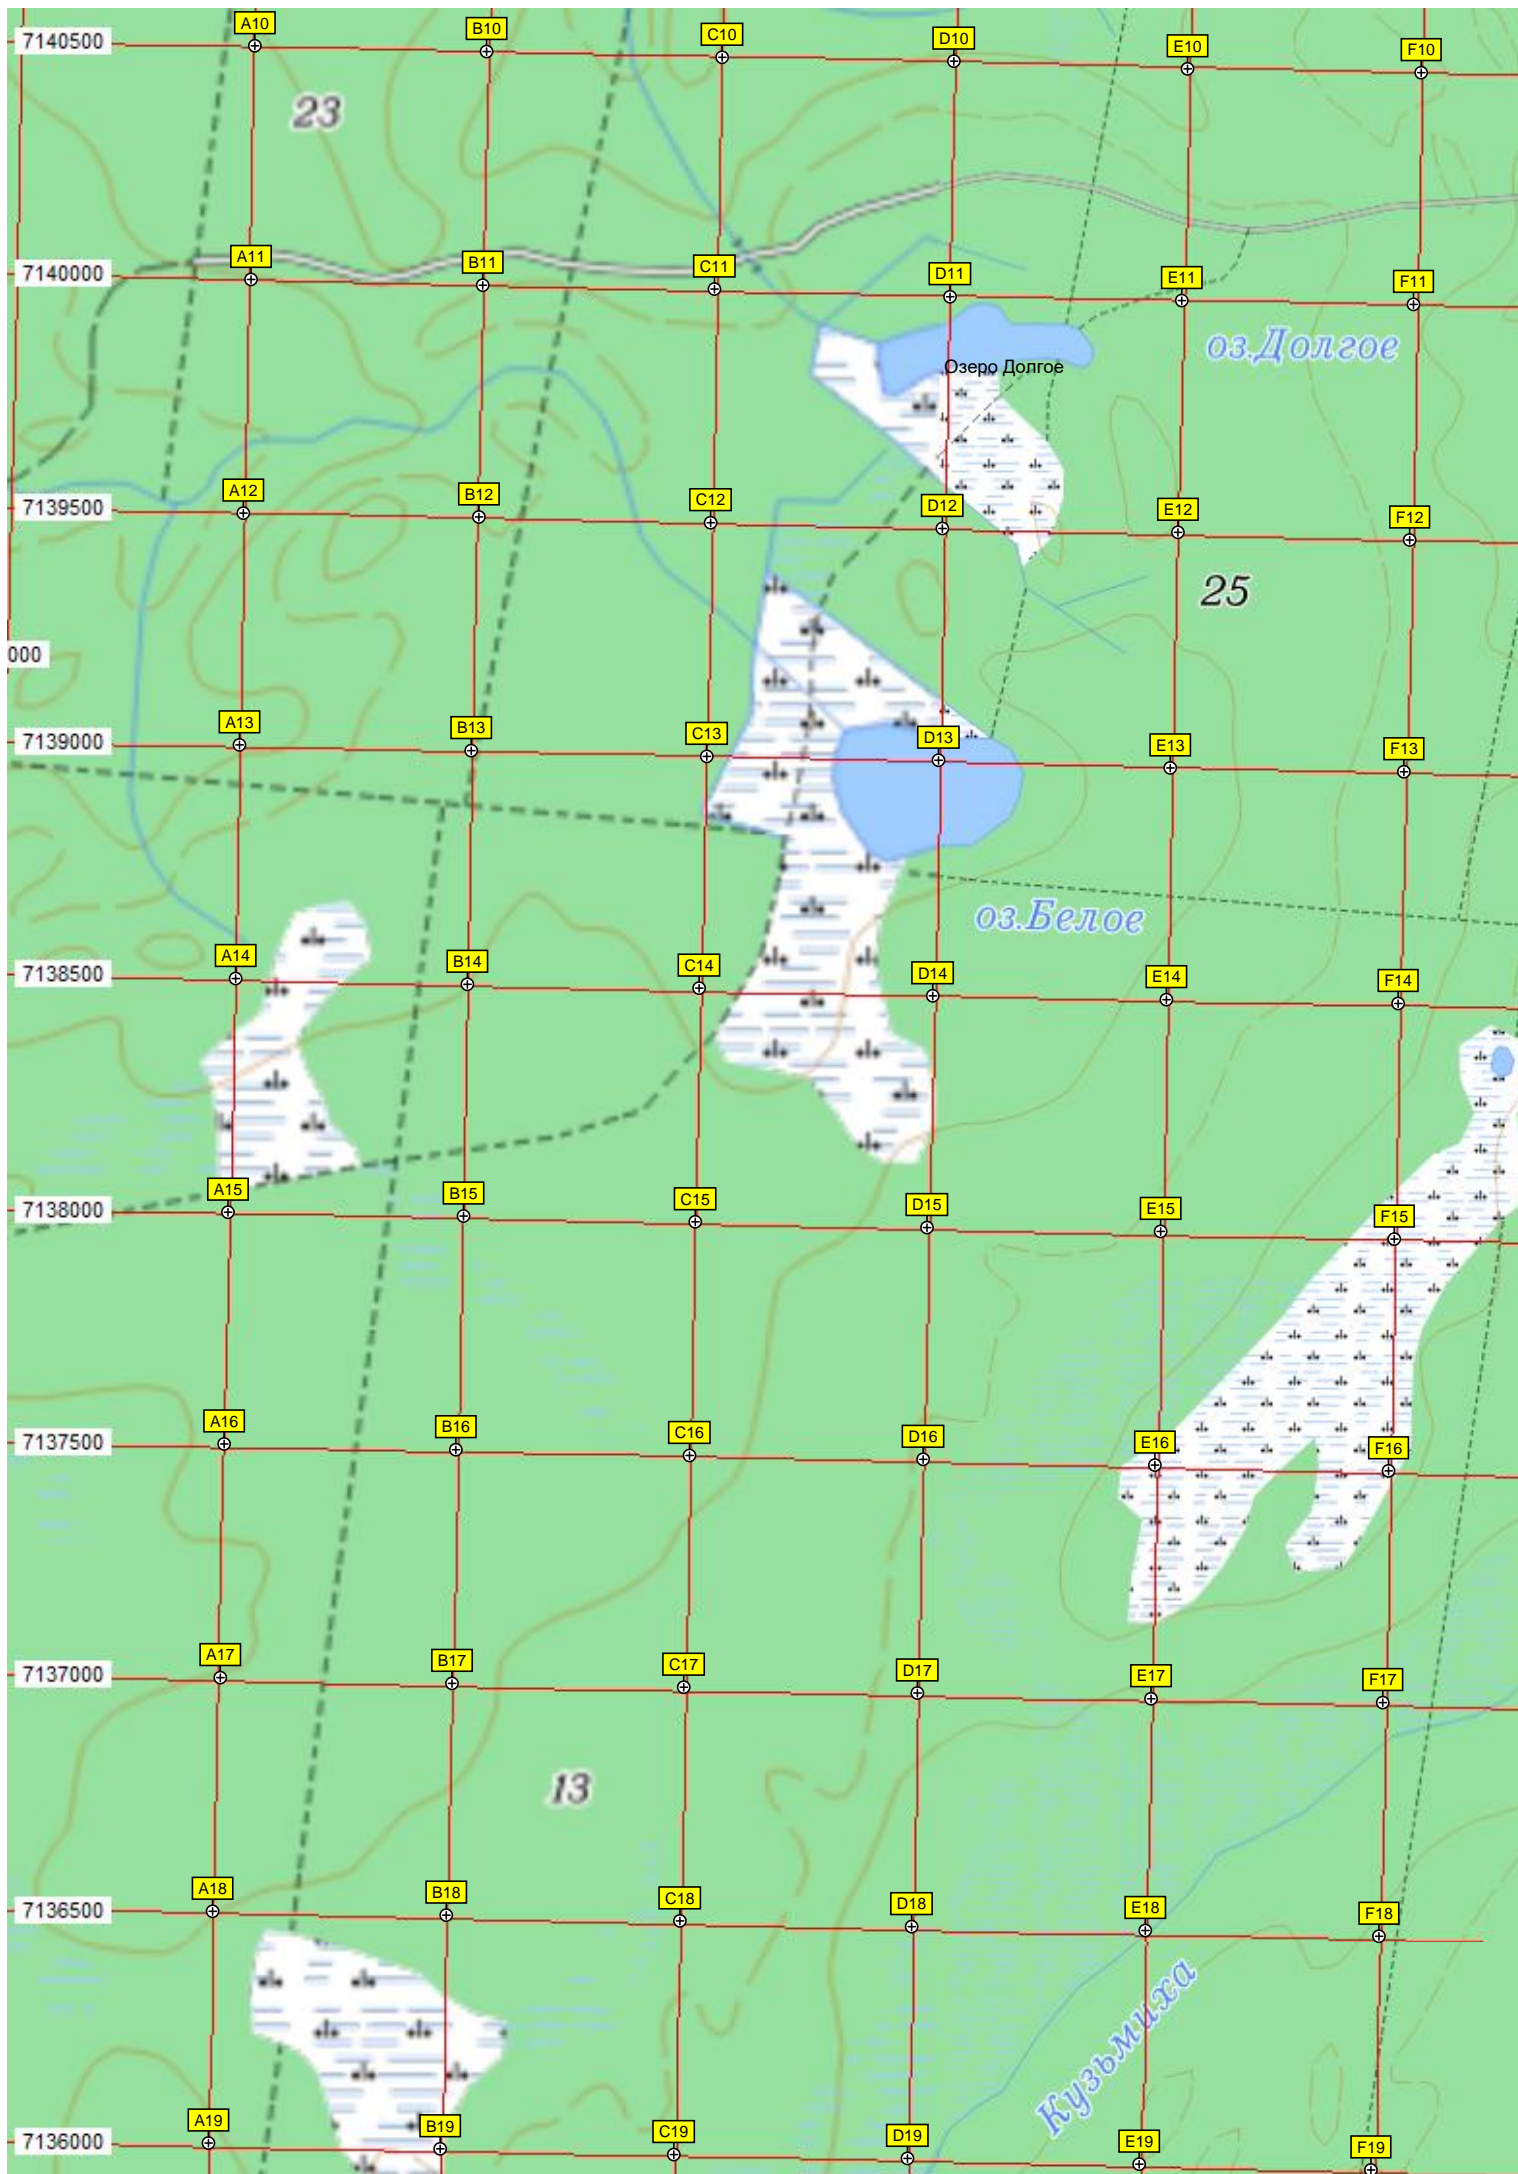 A10 B10 C10 D10 E10 F10
7140500
23
A11 B11 C11 D11 E11 F11
7140000
оз.Долгое
Озеро Долгое
A12 B12 C12 D12 E12 F12
7139500
25
000
A13 B13 C13 D13 E13 F13
7139000
оз.Белое
A14 B14 C14 D14 E14 F14
7138500
A15 B15 C15 D15 E15 F15
7138000
A16 B16 C16 D16 E16 F16
7137500
A17 B17 C17 D17 E17 F17
7137000
13
A18 B18 C18 D18 E18 F18
7136500
Кузьмиха
A19 B19 C19 D19 E19 F19
7136000